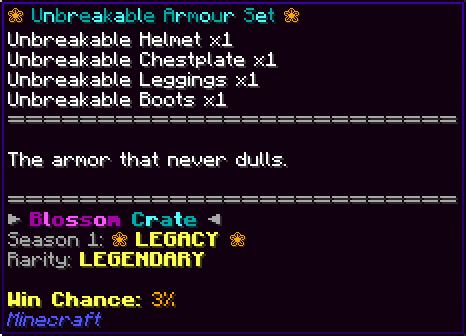 ❀ Unbreakable Armour Set ❀
Unbreakable Helmet x1
Unbreakable Chestplate x1
Unbreakable Leggings x1
Unbreakable Boots x1
==============================
The armor that never dulls.
==============================
► Blossom Crate ◄
Season 1: ❀ LEGACY ❀
Rarity: LEGENDARY
Win Chance: 3%
Minecraft